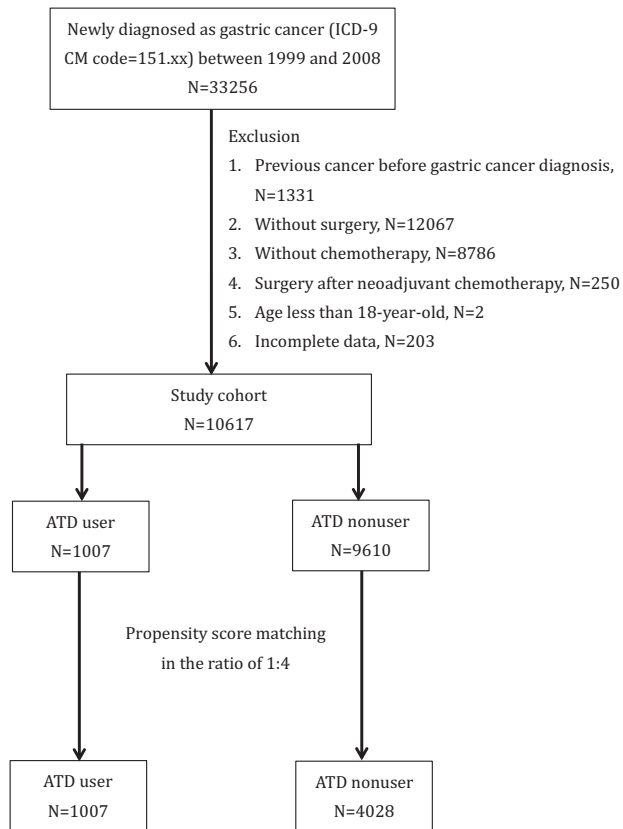 Newly diagnosed as gastric cancer (ICD-9
CM code=151.xx) between 1999 and 2008
N=33256
Exclusion
1. Previous cancer before gastric cancer diagnosis,
N=1331
2. Without surgery, N=12067
3. Without chemotherapy, N=8786
4. Surgery after neoadjuvant chemotherapy, N=250
5. Age less than 18-year-old, N=2
6. Incomplete data, N=203
Study cohort
N=10617
ATD user
N=1007
ATD nonuser
N=9610
Propensity score matching
in the ratio of 1:4
ATD user
N=1007
ATD nonuser
N=4028